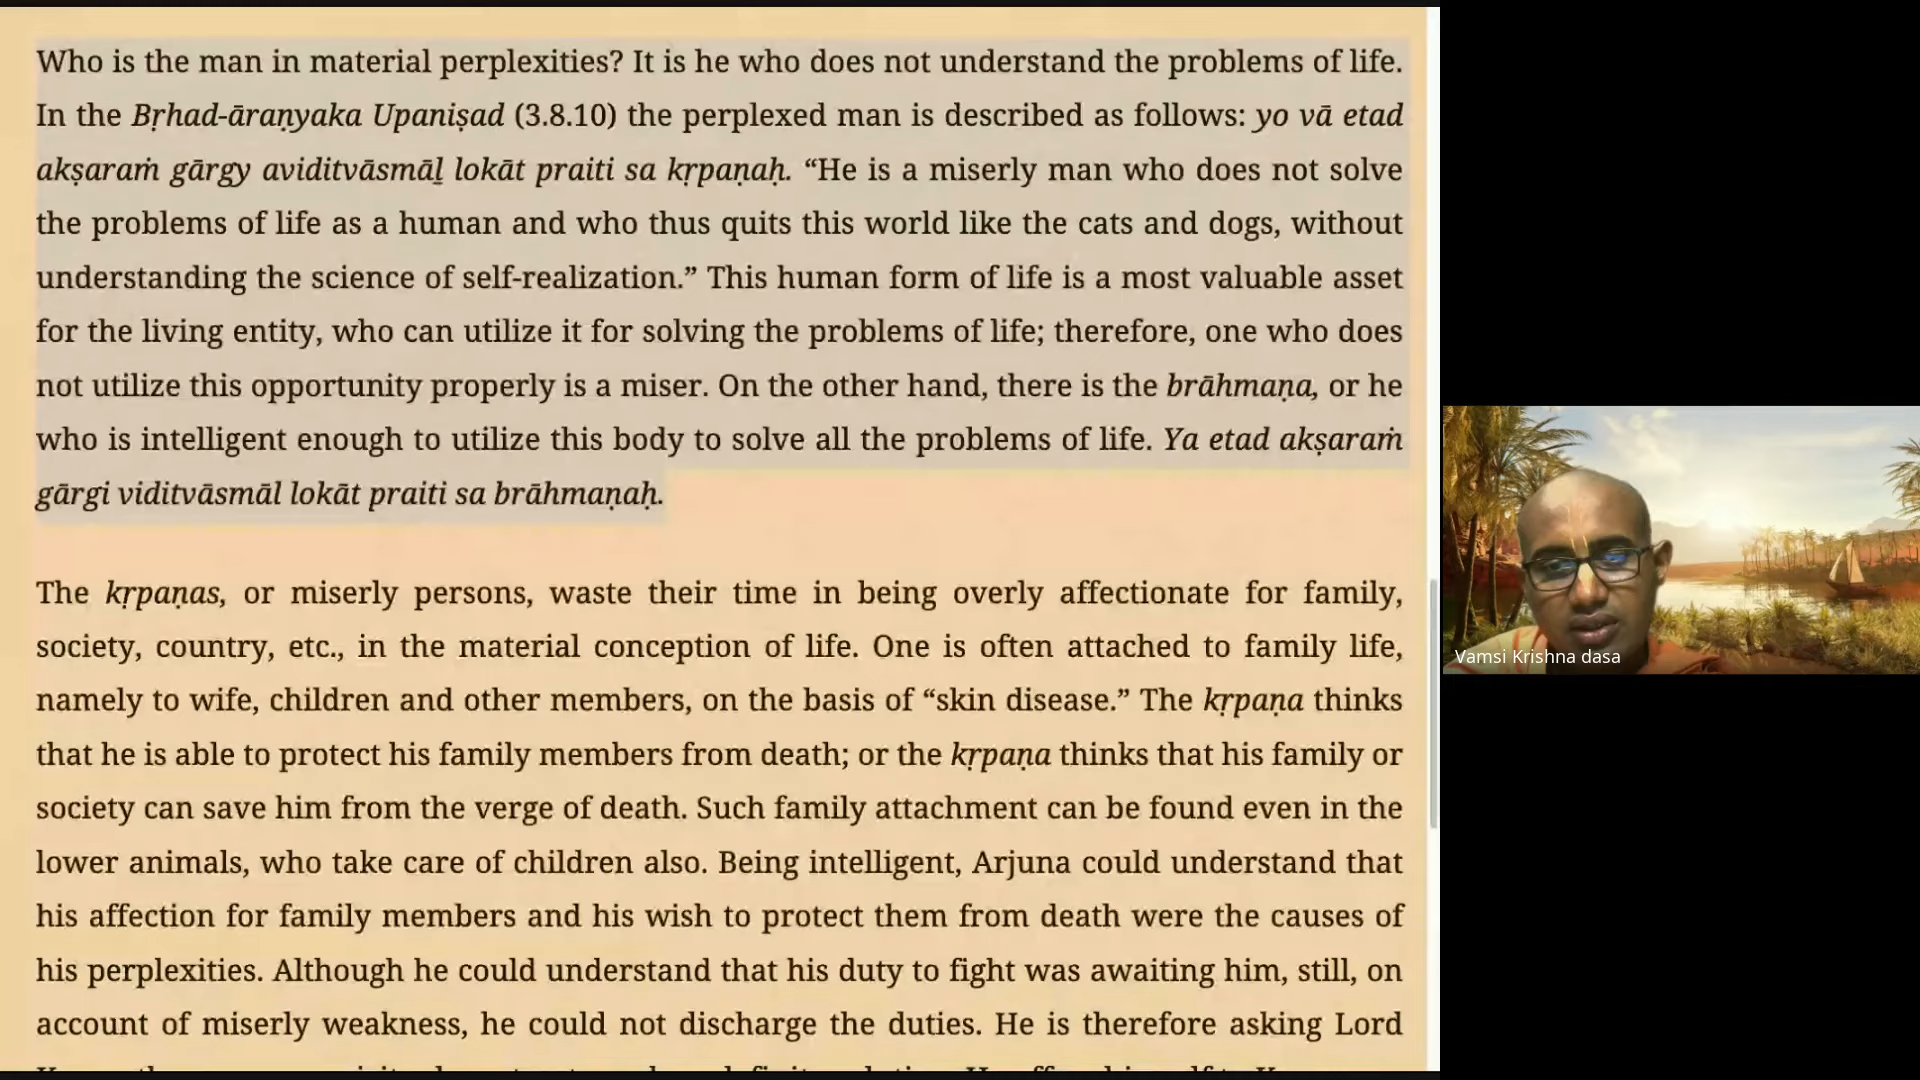 Who is the man in material perplexities? It is he who does not understand the problems of life.
In the Bṛhad-āraṇyaka Upaniṣad (3.8.10) the perplexed man is described as follows: yo vā etad
akṣaraṁ gārgy aviditvāsmāḻ lokāt praiti sa kṛpaṇaḥ. “He is a miserly man who does not solve
the problems of life as a human and who thus quits this world like the cats and dogs, without
understanding the science of self-realization.” This human form of life is a most valuable asset
for the living entity, who can utilize it for solving the problems of life; therefore, one who does
not utilize this opportunity properly is a miser. On the other hand, there is the brāhmaṇa, or he
who is intelligent enough to utilize this body to solve all the problems of life. Ya etad akṣaraṁ
gārgi viditvāsmāl lokāt praiti sa brāhmaṇaḥ.
The kṛpaṇas, or miserly persons, waste their time in being overly affectionate for family,
society, country, etc., in the material conception of life. One is often attached to family life,
namely to wife, children and other members, on the basis of “skin disease.” The kṛpaṇa thinks
that he is able to protect his family members from death; or the kṛpaṇa thinks that his family or
society can save him from the verge of death. Such family attachment can be found even in the
lower animals, who take care of children also. Being intelligent, Arjuna could understand that
his affection for family members and his wish to protect them from death were the causes of
his perplexities. Although he could understand that his duty to fight was awaiting him, still, on
account of miserly weakness, he could not discharge the duties. He is therefore asking Lord
Vamsi Krishna dasa